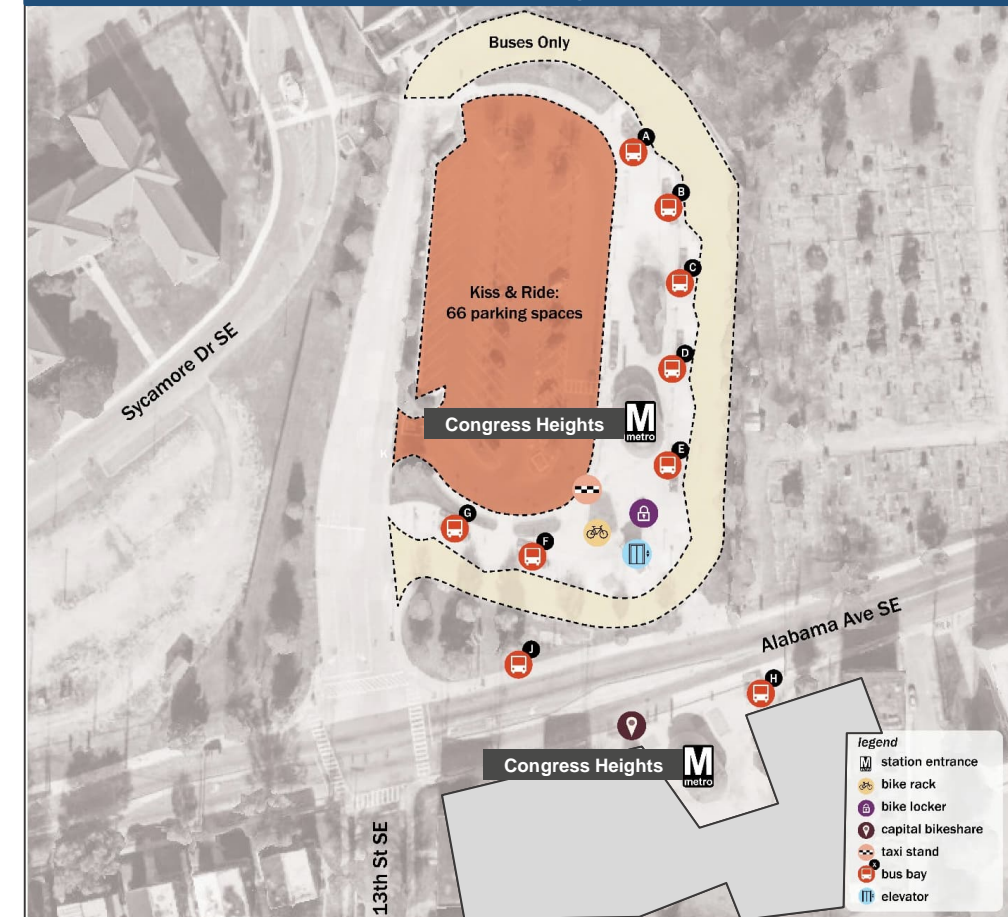 Buses Only
A
B
C
Kiss & Ride:
66 parking spaces
D
Sycamore Dr SE
Congress Heights
M
metro
E
K
G
F
Alabama Ave SE
J
H
Congress Heights
M
metro
13th St SE
legend
M station entrance
bike rack
bike locker
capital bikeshare
taxi stand
x bus bay
elevator